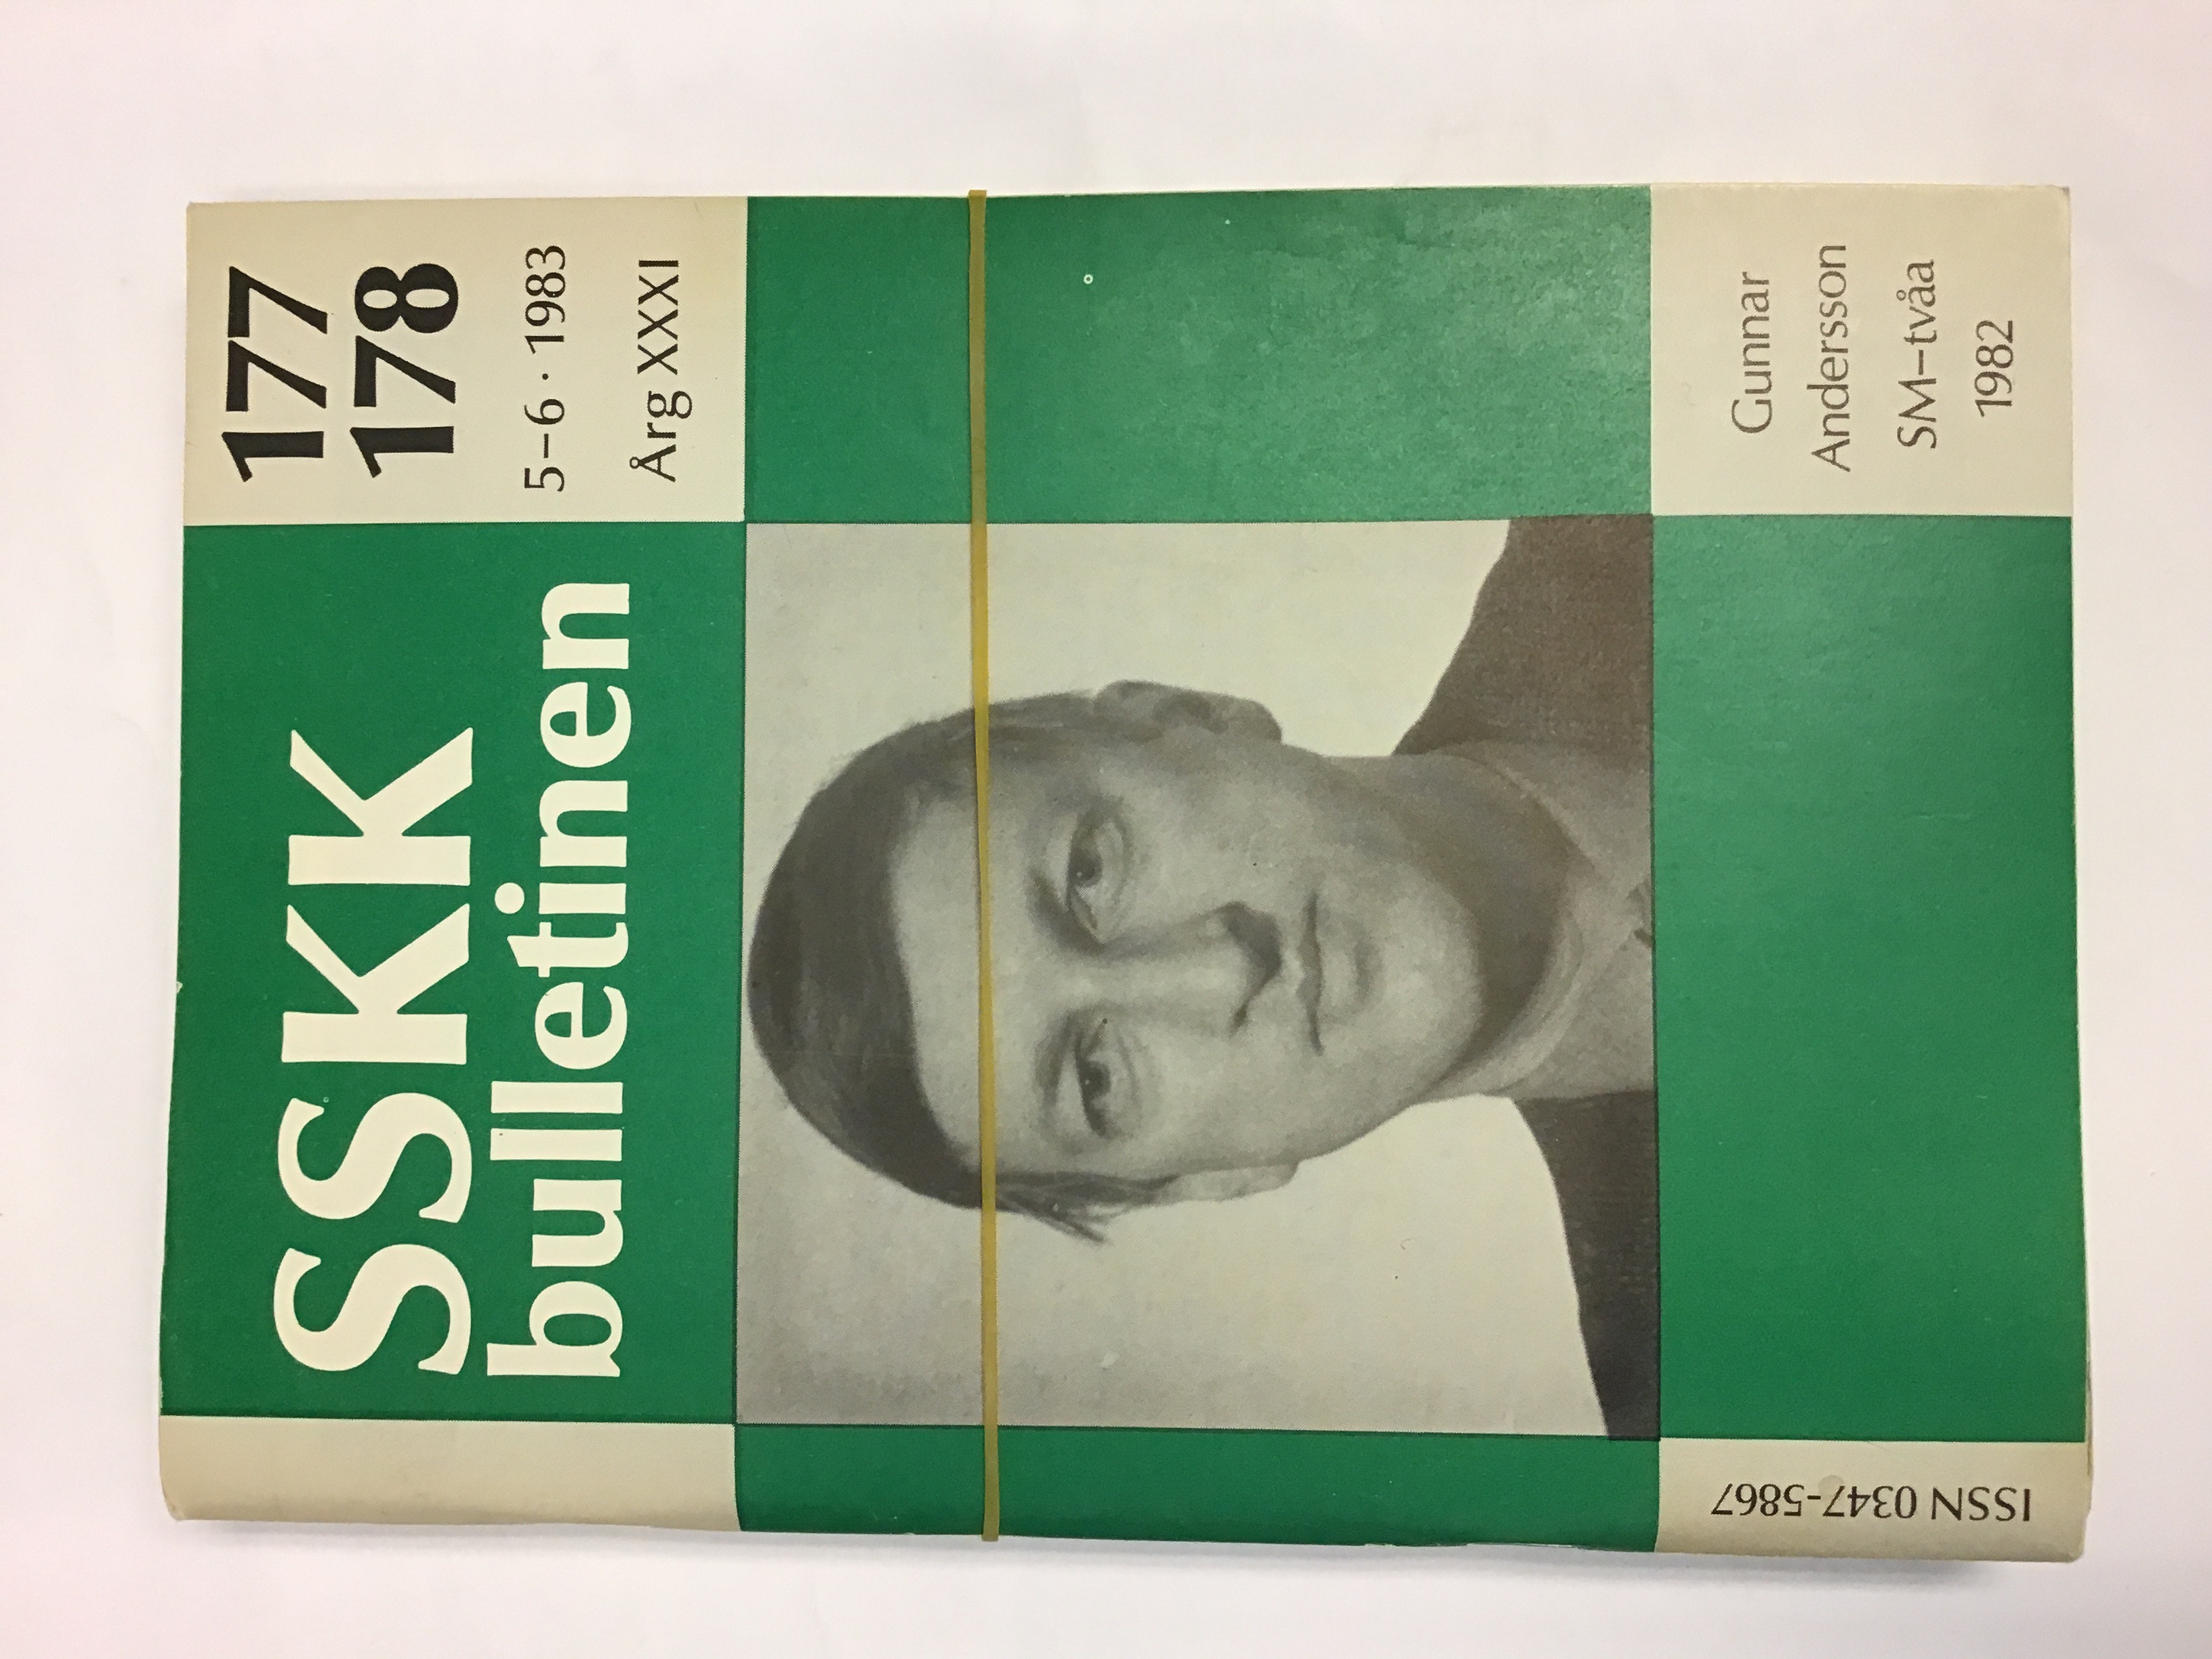 SSKK
bulletinen
177
178
5–6 · 1983
Årg XXXI
Gunnar
Andersson
SM–tvåa
1982
ISSN 0347-5867